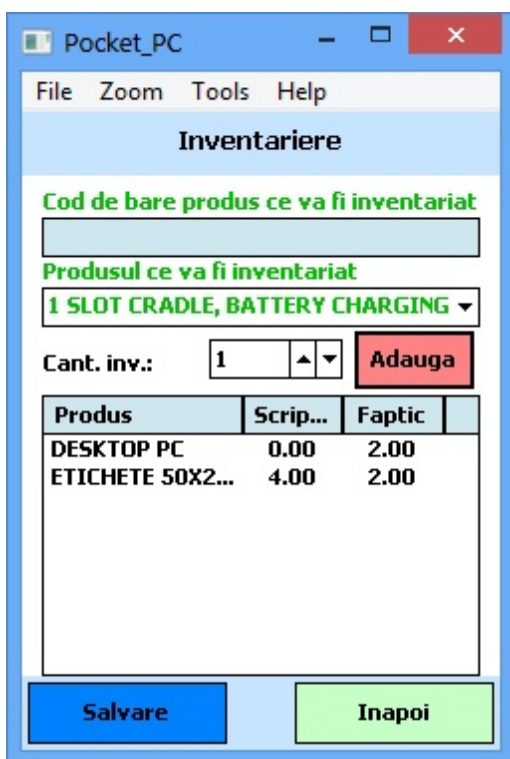 Pocket_PC
File Zoom Tools Help
Inventariere
Cod de bare produs ce va fi inventariat
Produsul ce va fi inventariat
1 SLOT CRADLE, BATTERY CHARGING
Cant. inv.: 1 Adauga
Produs Scrip... Faptic
DESKTOP PC 0.00 2.00
ETICHETE 50X2... 4.00 2.00
Salvare Inapoi